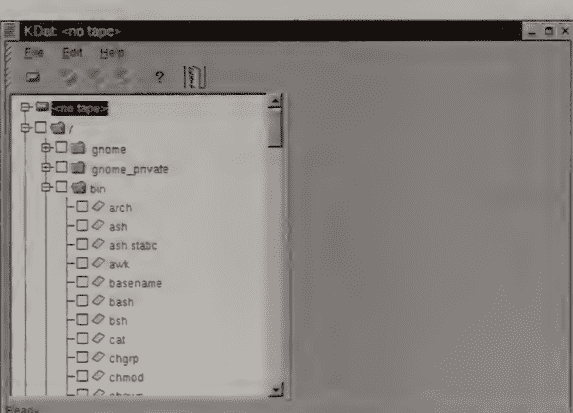 KDat: <no tape>
File Edit Help
?
<no tape>
/
gnome
gnome_private
bin
arch
ash
ash.static
awk
basename
bash
bsh
cat
chgrp
chmod
chown
Ready